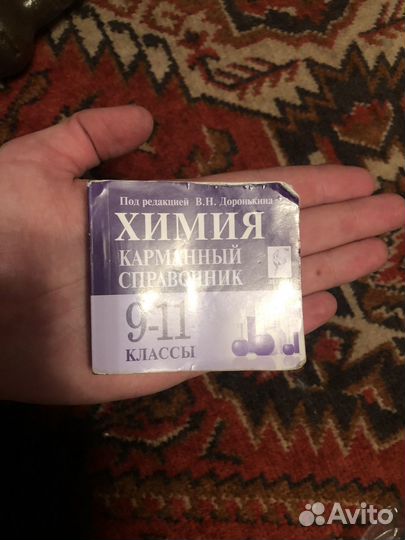 Под редакцией В.Н. Доронькина
ХИМИЯ
КАРМАННЫЙ
СПРАВОЧНИК
9-11
КЛАССЫ
Avito